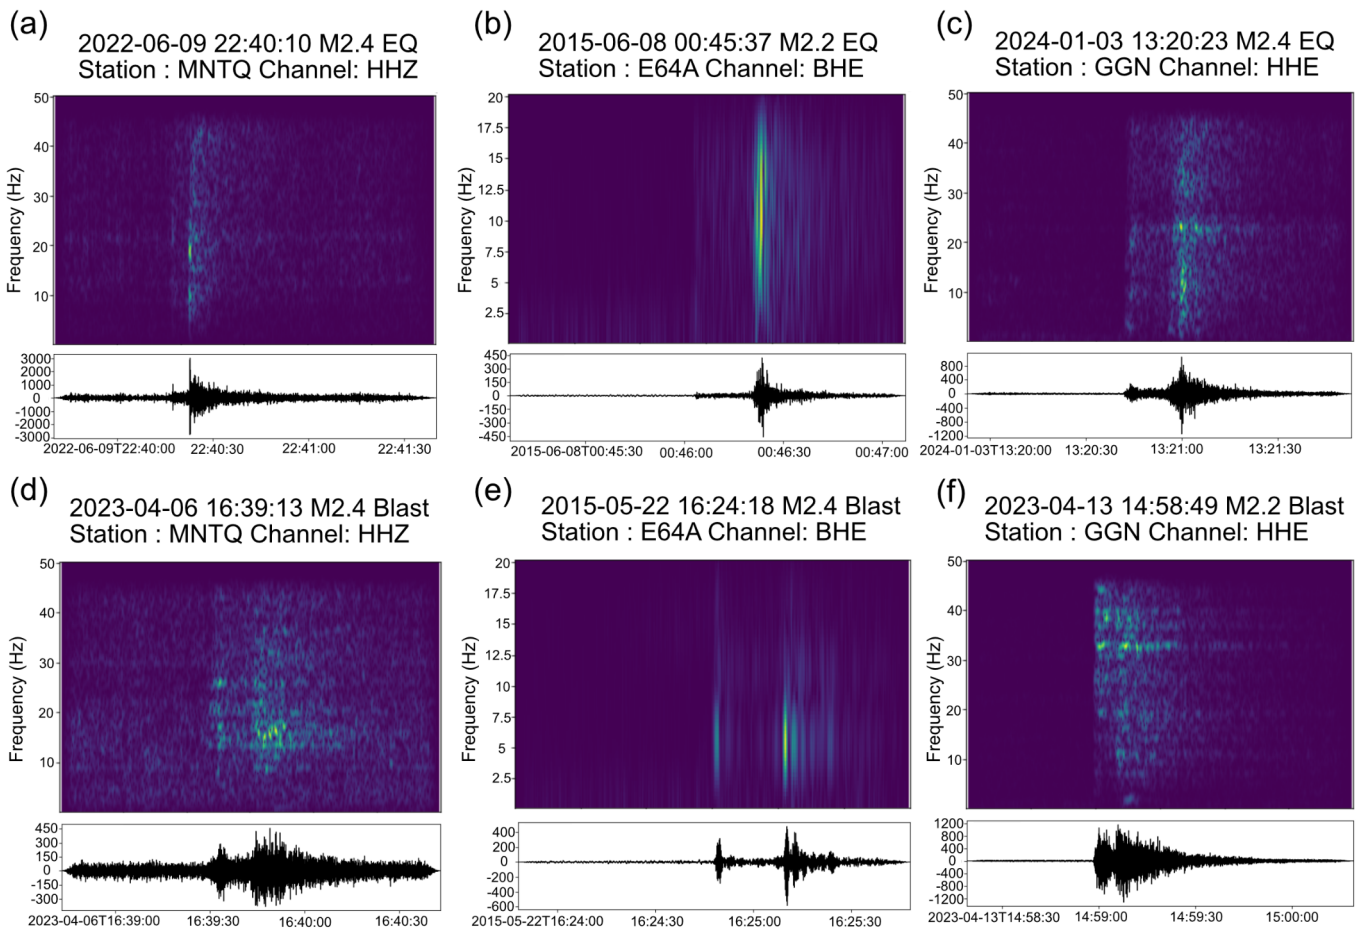 (a)
2022-06-09 22:40:10 M2.4 EQ
Station : MNTQ Channel: HHZ
50
40
30
20
10
Frequency (Hz)
3000
2000
1000
0
-1000
-2000
-3000
2022-06-09T22:40:00 22:40:30 22:41:00 22:41:30
(b)
2015-06-08 00:45:37 M2.2 EQ
Station : E64A Channel: BHE
20
17.5
15
12.5
10
7.5
5
2.5
Frequency (Hz)
450
300
150
0
-150
-300
-450
2015-06-08T00:45:30 00:46:00 00:46:30 00:47:00
(c)
2024-01-03 13:20:23 M2.4 EQ
Station : GGN Channel: HHE
50
40
30
20
10
Frequency (Hz)
800
400
0
-400
-800
-1200
2024-01-03T13:20:00 13:20:30 13:21:00 13:21:30
(d)
2023-04-06 16:39:13 M2.4 Blast
Station : MNTQ Channel: HHZ
50
40
30
20
10
Frequency (Hz)
450
300
150
0
-150
-300
2023-04-06T16:39:00 16:39:30 16:40:00 16:40:30
(e)
2015-05-22 16:24:18 M2.4 Blast
Station : E64A Channel: BHE
20
17.5
15
12.5
10
7.5
5
2.5
Frequency (Hz)
400
200
0
-200
-400
-600
2015-05-22T16:24:00 16:24:30 16:25:00 16:25:30
(f)
2023-04-13 14:58:49 M2.2 Blast
Station : GGN Channel: HHE
50
40
30
20
10
Frequency (Hz)
1200
800
400
0
-400
-800
-1200
2023-04-13T14:58:30 14:59:00 14:59:30 15:00:00